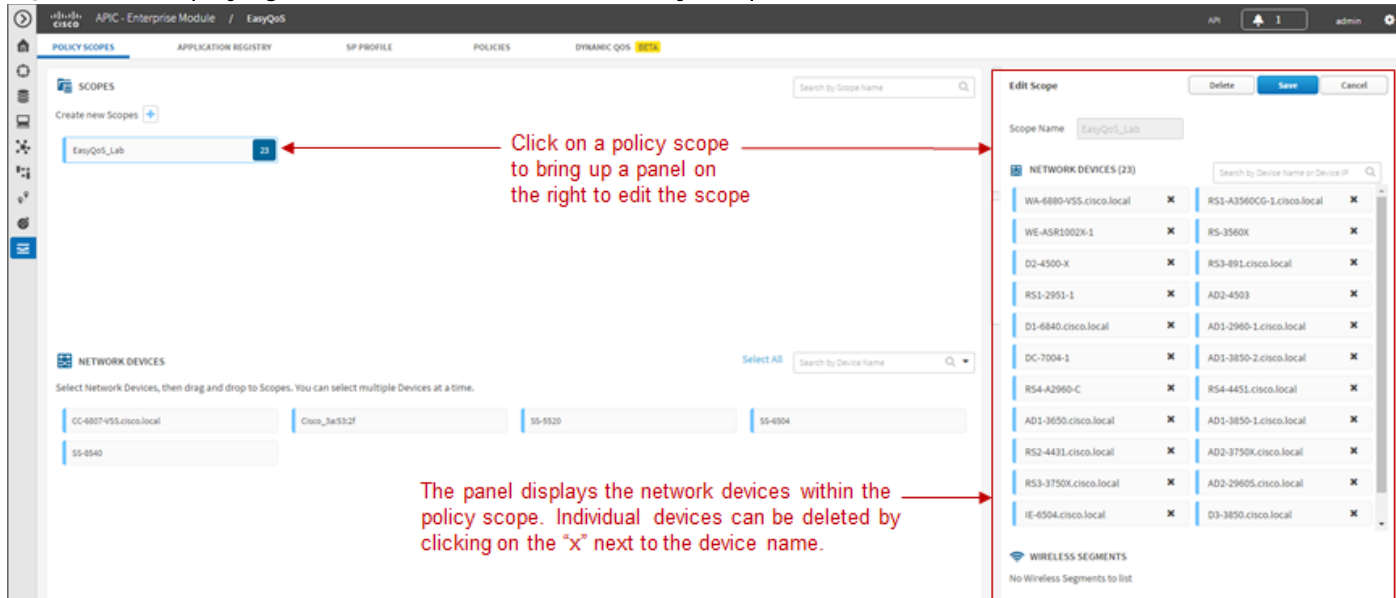 cisco APIC - Enterprise Module / EasyQoS API 1 admin
POLICY SCOPES APPLICATION REGISTRY SP PROFILE POLICIES DYNAMIC QOS BETA
SCOPES Search by Scope Name
Create new Scopes +
EasyQoS_Lab 23
Click on a policy scope
to bring up a panel on
the right to edit the scope
NETWORK DEVICES Select All Search by Device Name
Select Network Devices, then drag and drop to Scopes. You can select multiple Devices at a time.
CC-6807-VSS.cisco.local Cisco_3a:53:2f SS-5520 SS-6504
SS-8540
The panel displays the network devices within the
policy scope. Individual devices can be deleted by
clicking on the “x” next to the device name.
Edit Scope Delete Save Cancel
Scope Name EasyQoS_Lab
NETWORK DEVICES (23) Search by Device Name or Device IP
WA-6880-VSS.cisco.local RS1-A3560CG-1.cisco.local
WE-ASR1002X-1 RS-3560X
D2-4500-X RS3-891.cisco.local
RS1-2951-1 AD2-4503
D1-6840.cisco.local AD1-2960-1.cisco.local
DC-7004-1 AD1-3850-2.cisco.local
RS4-A2960-C RS4-4451.cisco.local
AD1-3650.cisco.local AD1-3850-1.cisco.local
RS2-4431.cisco.local AD2-3750X.cisco.local
RS3-3750X.cisco.local AD2-2960S.cisco.local
IE-6504.cisco.local D3-3850.cisco.local
WIRELESS SEGMENTS
No Wireless Segments to list